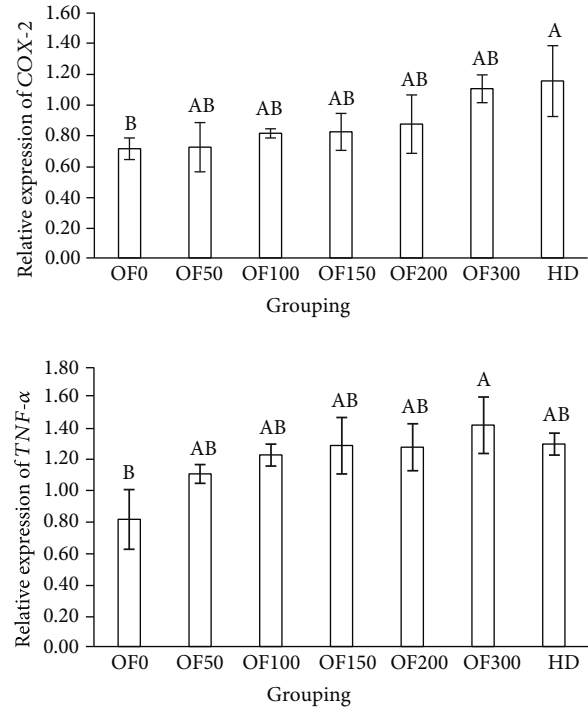 Relative expression of COX-2
1.60
1.40
1.20
1.00
0.80
0.60
0.40
0.20
0.00
B
AB
AB
AB
AB
AB
A
OF0 OF50 OF100 OF150 OF200 OF300 HD
Grouping
Relative expression of TNF-α
1.80
1.60
1.40
1.20
1.00
0.80
0.60
0.40
0.20
0.00
B
AB
AB
AB
AB
A
AB
OF0 OF50 OF100 OF150 OF200 OF300 HD
Grouping